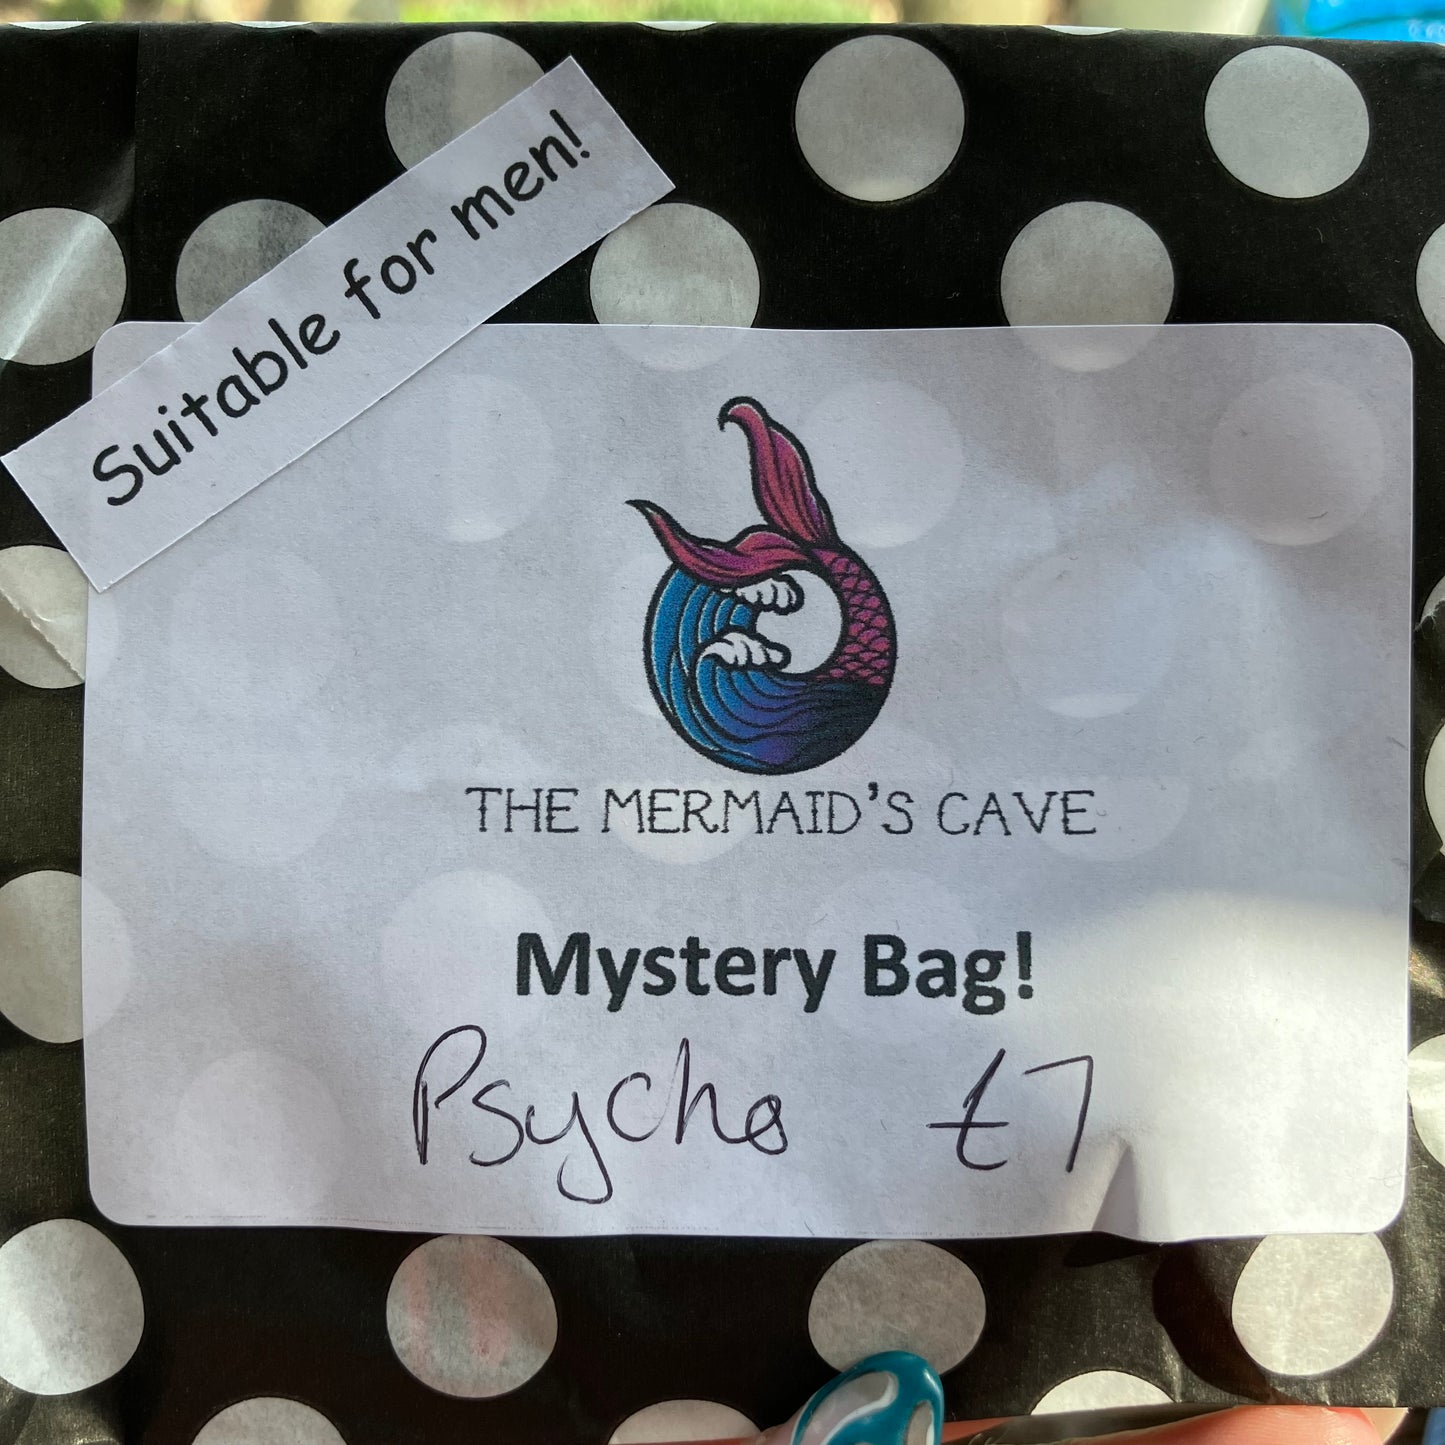 Suitable for men!
THE MERMAID'S CAVE
Mystery Bag!
Psycho £7